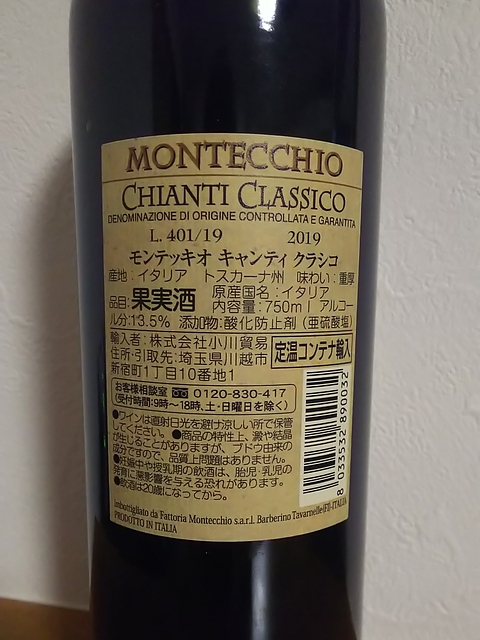 MONTECCHIO
CHIANTI CLASSICO
DENOMINAZIONE DI ORIGINE CONTROLLATA E GARANTITA
L. 401/19 2019
モンテッキオ キャンティ クラシコ
産地:イタリア トスカーナ州 味わい:重厚
品目:果実酒 原産国名:イタリア
内容量:750ml アルコー
ル分:13.5% 添加物:酸化防止剤(亜硫酸塩)
輸入者:株式会社小川貿易
住所・引取先:埼玉県川越市
新宿町1丁目10番地1
定温コンテナ輸入
お客様相談室 0120-830-417
(受付時間:9時~18時、土・日曜日を除く)
●ワインは直射日光を避け涼しい所で保管
してください。●商品の特性上、澱や結晶
が生じることがありますが、ブドウ由来の
成分ですので、品質上問題はありません。
●妊娠中や授乳期の飲酒は、胎児・乳児の
発育に悪影響を与える恐れがあります。
●飲酒は20歳になってから。
8 033532 890032
Imbottigliato da Fattoria Montecchio s.a.r.l. Barberino Tavarnelle(FI)-ITALIA
PRODOTTO IN ITALIA